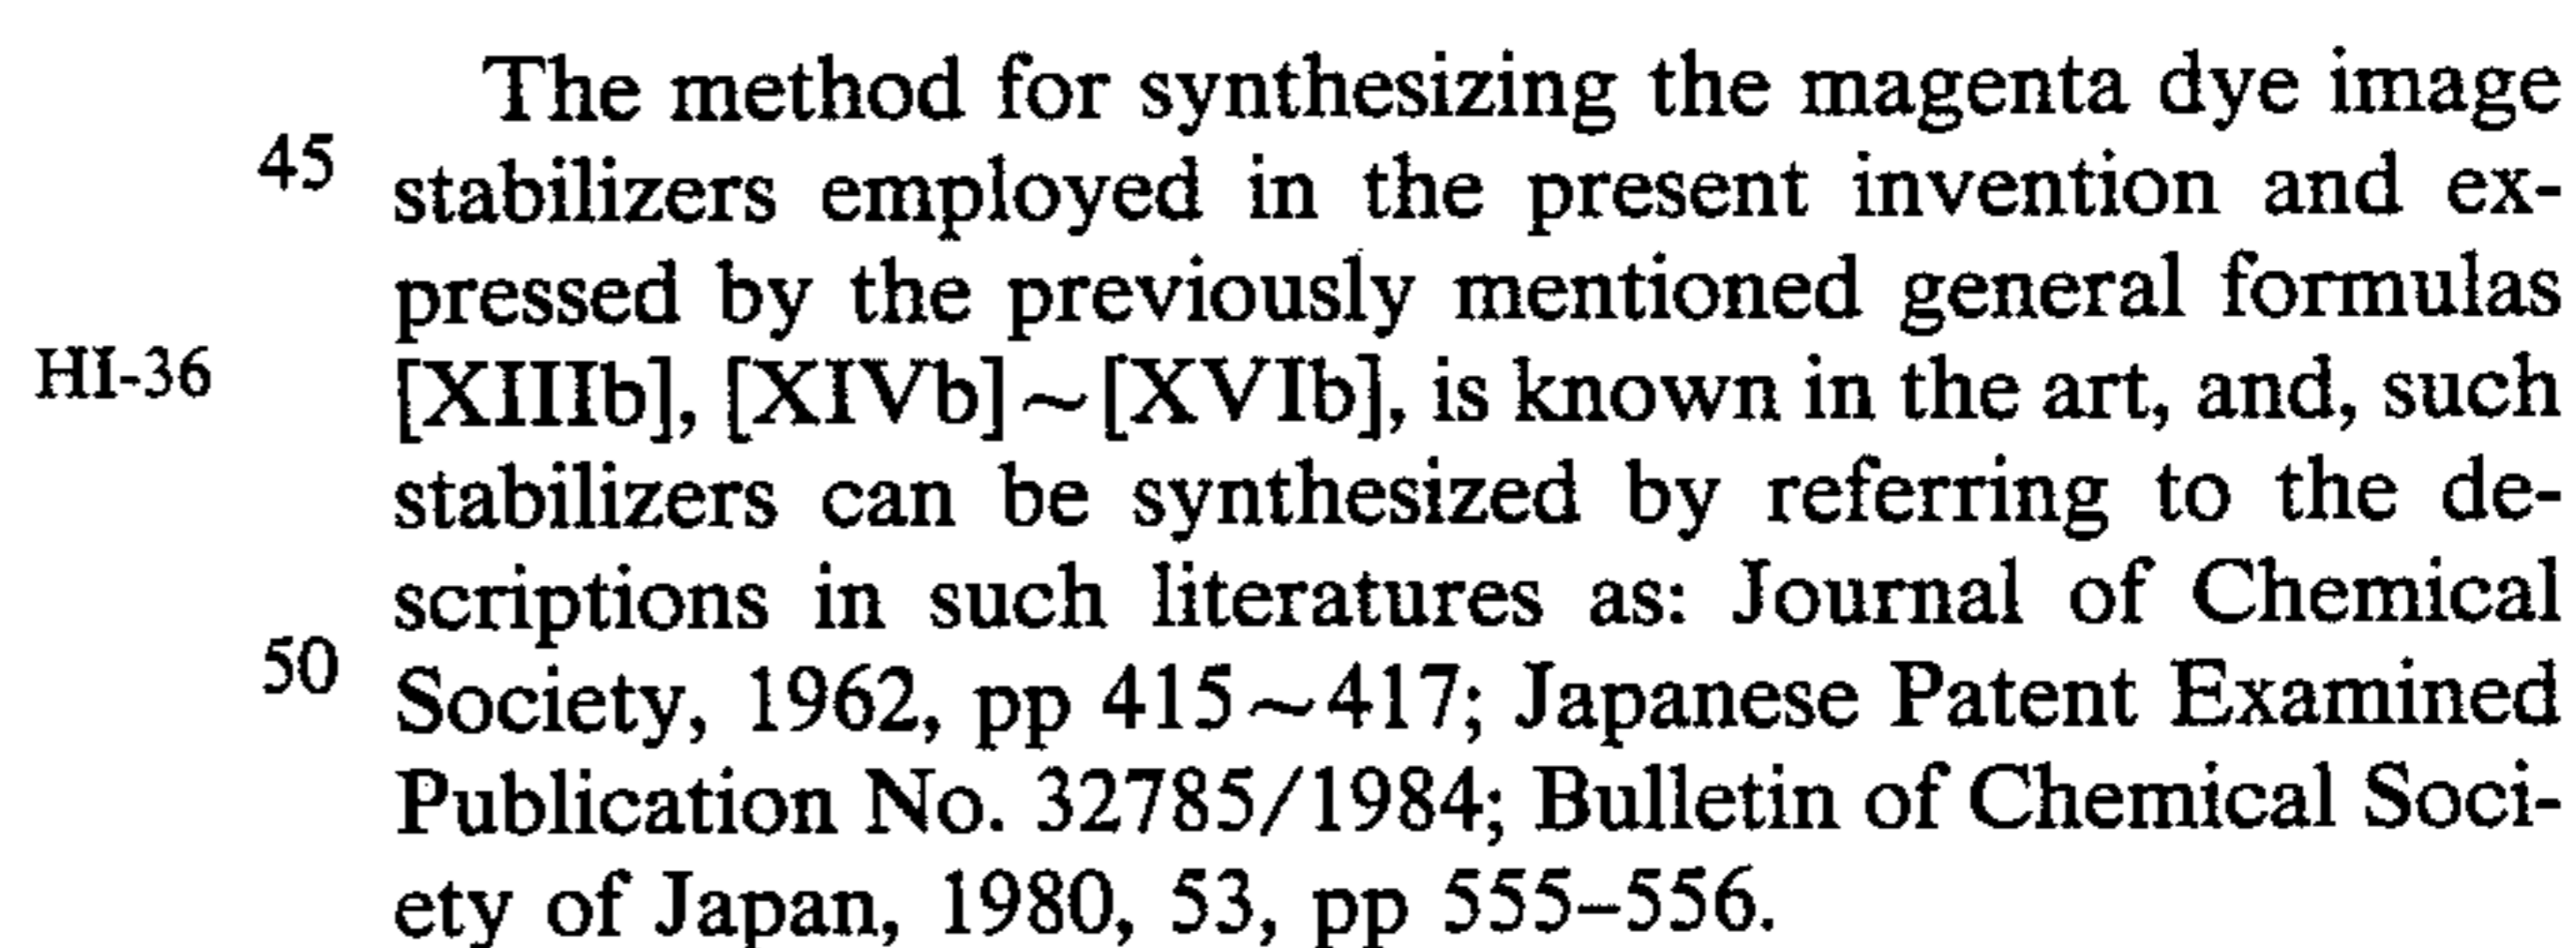 The method for synthesizing the magenta dye image
45 stabilizers employed in the present invention and ex-
pressed by the previously mentioned general formulas
HI-36 [XIIIb], [XIVb]~[XVIb], is known in the art, and, such
stabilizers can be synthesized by referring to the de-
scriptions in such literatures as: Journal of Chemical
50 Society, 1962, pp 415~417; Japanese Patent Examined
Publication No. 32785/1984; Bulletin of Chemical Soci-
ety of Japan, 1980, 53, pp 555–556.